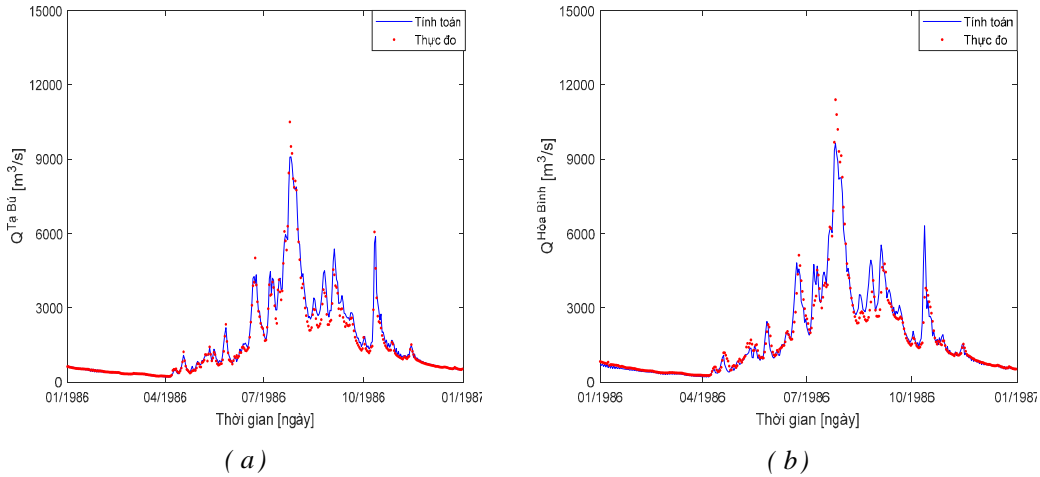 15000
12000
9000
6000
3000
0
Q^Tạ Bú [m³/s]
Tính toán
Thực đo
01/1986
04/1986
07/1986
10/1986
01/1987
Thời gian [ngày]
(a)
15000
12000
9000
6000
3000
0
Q^Hòa Bình [m³/s]
Tính toán
Thực đo
01/1986
04/1986
07/1986
10/1986
01/1987
Thời gian [ngày]
(b)